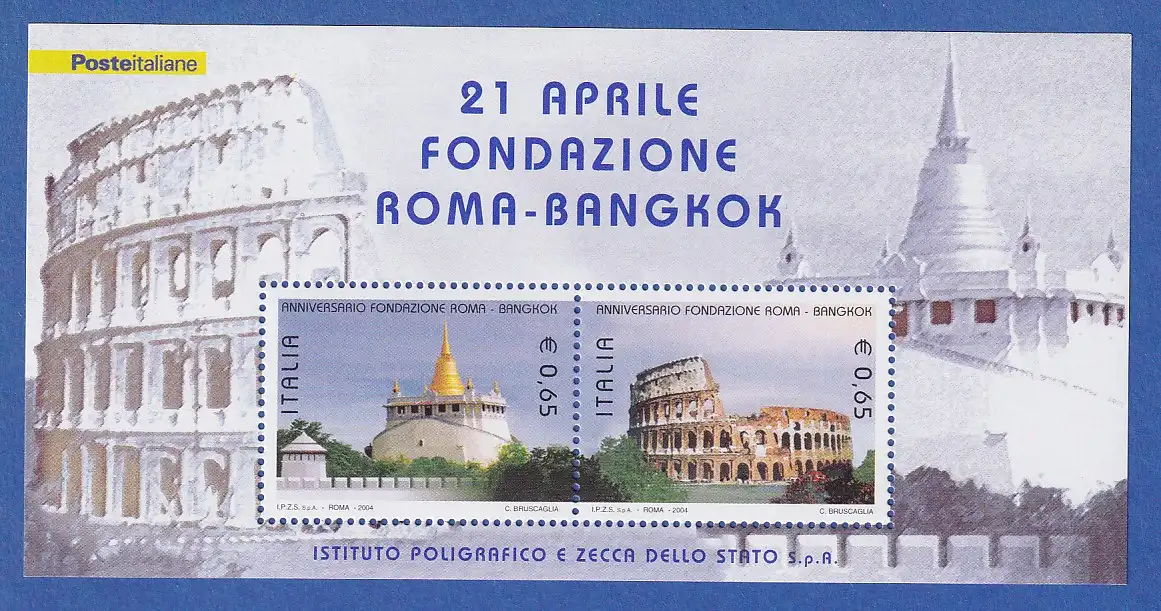 Posteitaliane
21 APRILE
FONDAZIONE
ROMA-BANGKOK
ANNIVERSARIO FONDAZIONE ROMA - BANGKOK
ITALIA
€ 0,65
I.P.Z.S. S.p.A. - ROMA - 2004
C. BRUSCAGLIA
ANNIVERSARIO FONDAZIONE ROMA - BANGKOK
ITALIA
€ 0,65
I.P.Z.S. S.p.A. - ROMA - 2004
C. BRUSCAGLIA
ISTITUTO POLIGRAFICO E ZECCA DELLO STATO S.p.A.